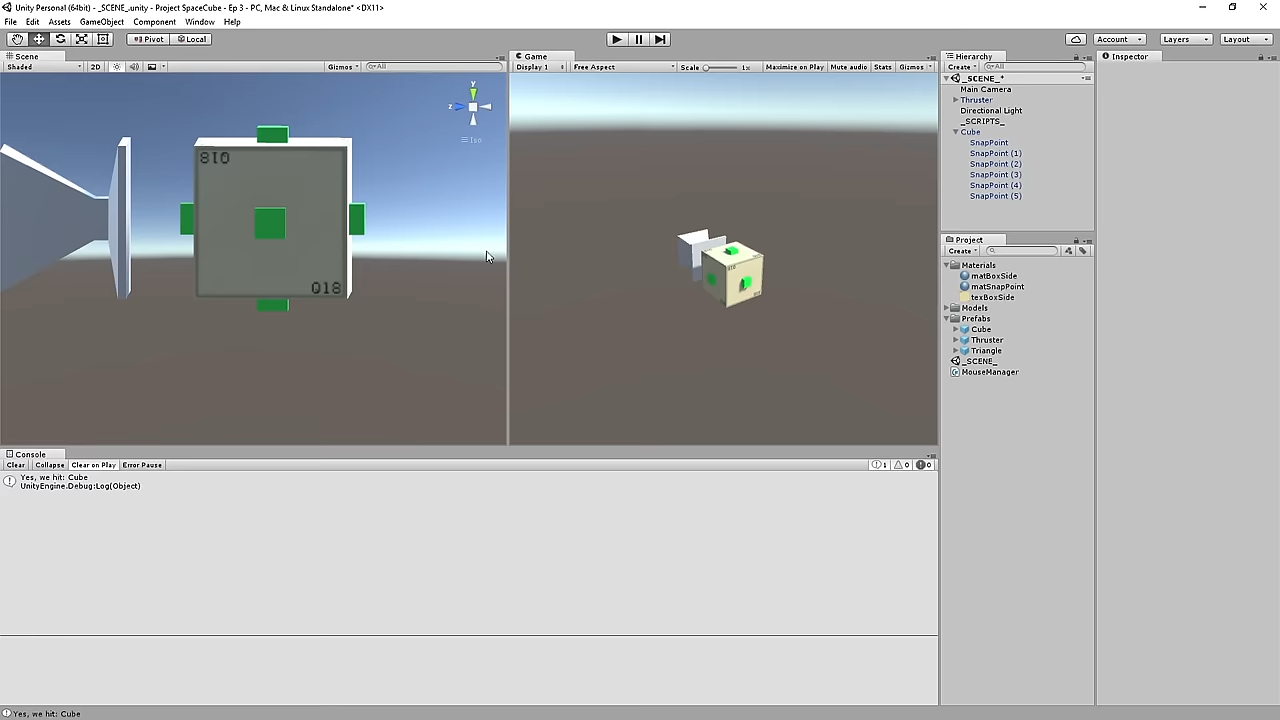 Unity Personal (64bit) - _SCENE_.unity - Project SpaceCube - Ep 3 - PC, Mac & Linux Standalone* <DX11>
File Edit Assets GameObject Component Window Help
Pivot Local Account Layers Layout
Scene
Shaded 2D Gizmos All
y
z
Iso
018
018
Game
Display 1 Free Aspect Scale 1x Maximize on Play Mute audio Stats Gizmos
Hierarchy
Create All
_SCENE_*
Main Camera
Thruster
Directional Light
_SCRIPTS_
Cube
SnapPoint
SnapPoint (1)
SnapPoint (2)
SnapPoint (3)
SnapPoint (4)
SnapPoint (5)
Project
Create
Materials
matBoxSide
matSnapPoint
texBoxSide
Models
Prefabs
Cube
Thruster
Triangle
_SCENE_
MouseManager
Inspector
Console
Clear Collapse Clear on Play Error Pause 1 0 0
Yes, we hit: Cube
UnityEngine.Debug:Log(Object)
Yes, we hit: Cube